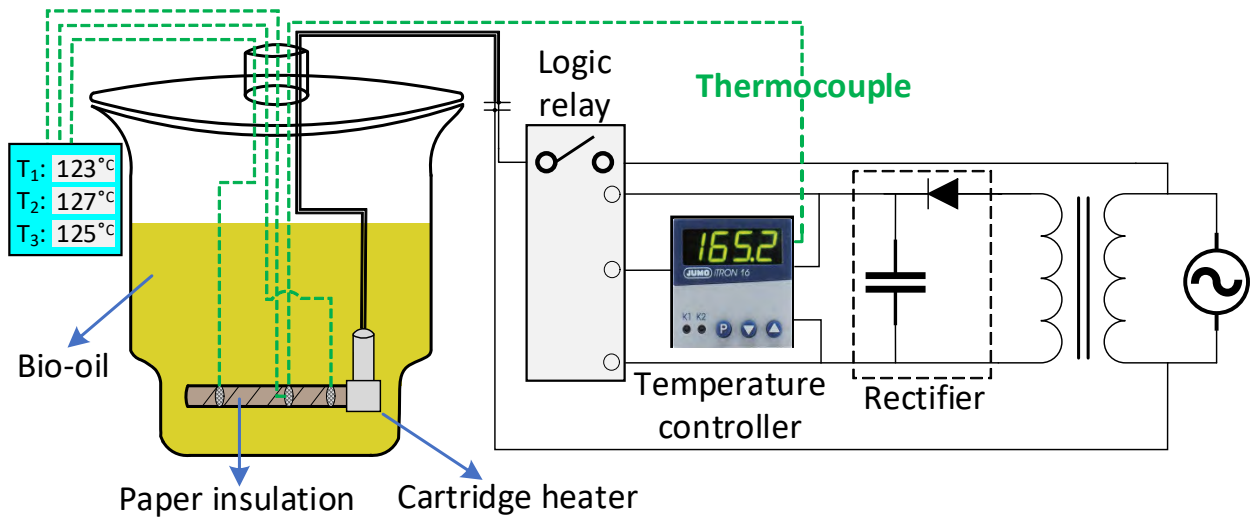 Logic
relay
Thermocouple
T₁: 123°C
T₂: 127°C
T₃: 125°C
165.2
JUMO iTRON 16
K1 K2
P
Bio-oil
Temperature
controller
Rectifier
Paper insulation
Cartridge heater